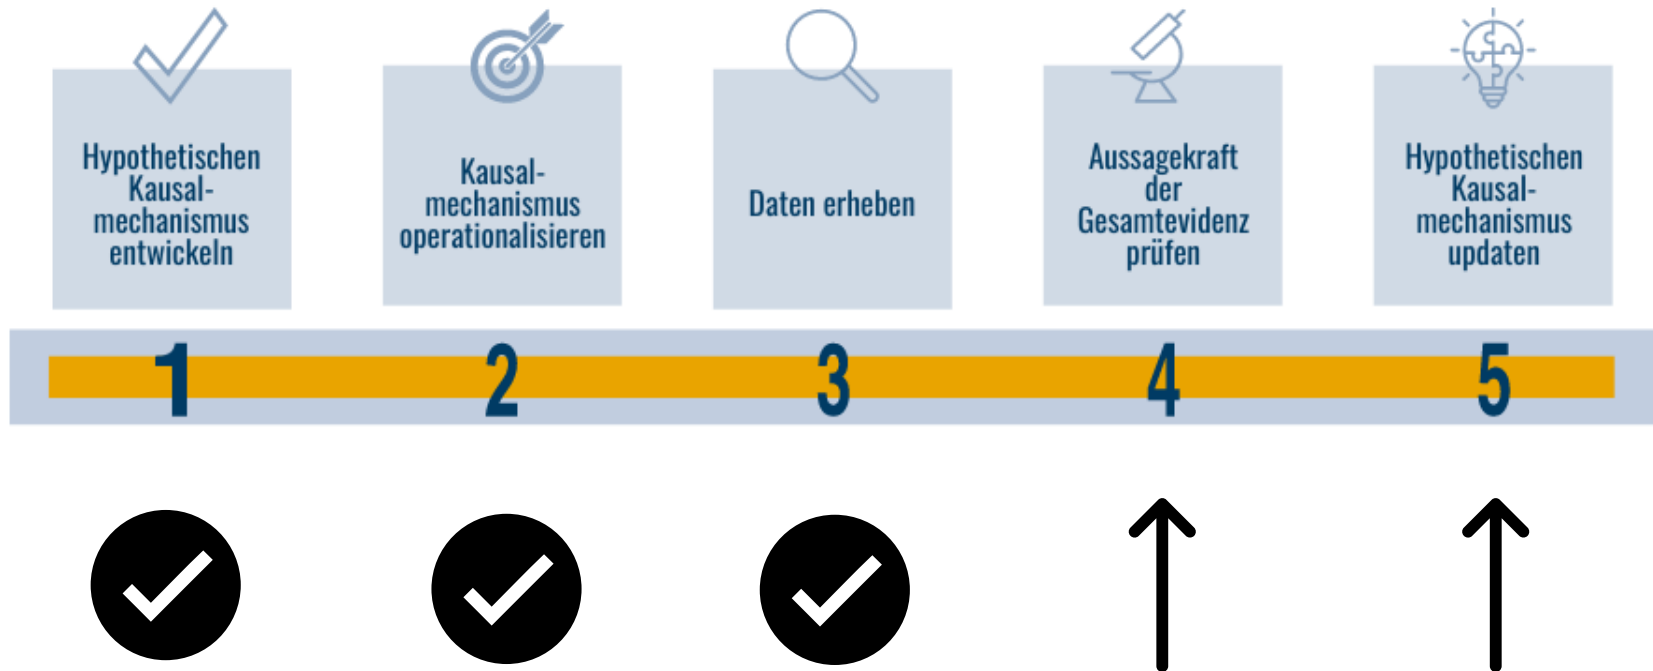 Hypothetischen
Kausal-
mechanismus
entwickeln
Kausal-
mechanismus
operationalisieren
Daten erheben
Aussagekraft
der
Gesamtevidenz
prüfen
Hypothetischen
Kausal-
mechanismus
updaten
1 2 3 4 5